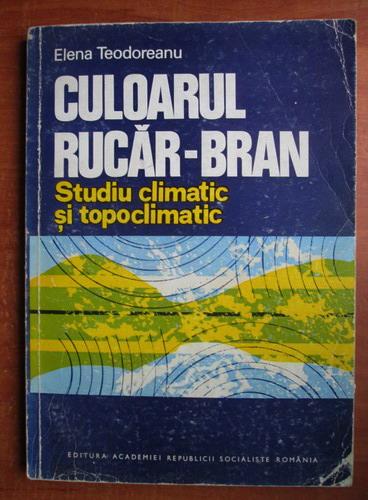 Elena Teodoreanu
CULOARUL
RUCĂR-BRAN
Studiu climatic
și topoclimatic
EDITURA ACADEMIEI REPUBLICII SOCIALISTE ROMÂNIA